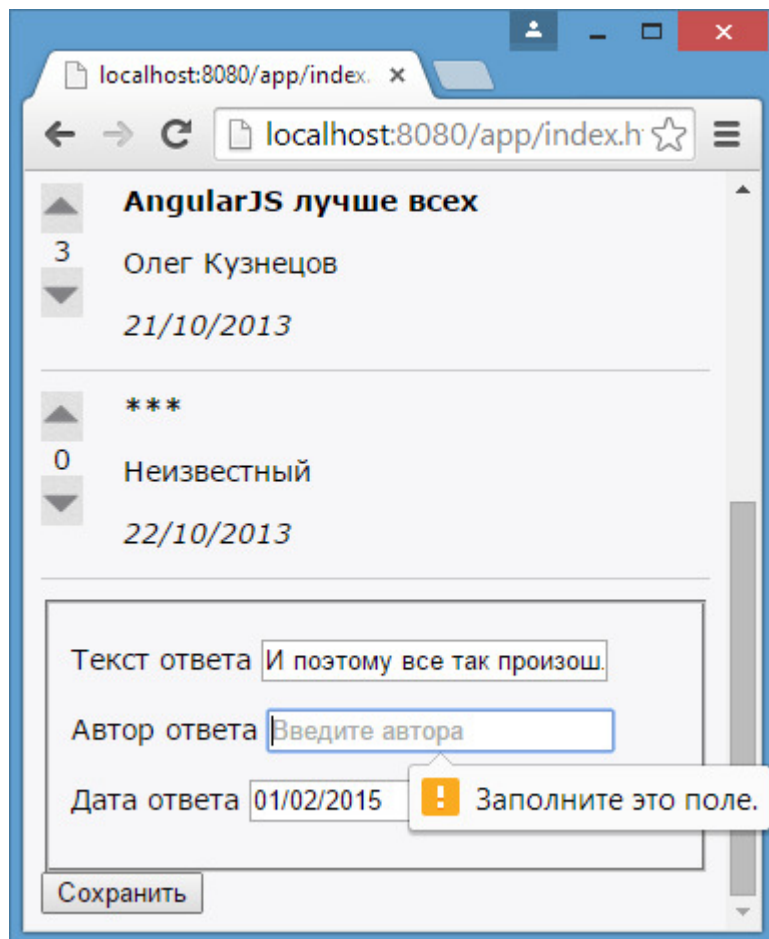 localhost:8080/app/index.
localhost:8080/app/index.h
AngularJS лучше всех
3
Олег Кузнецов
21/10/2013
***
0
Неизвестный
22/10/2013
Текст ответа И поэтому все так произош
Автор ответа Введите автора
Дата ответа 01/02/2015
Заполните это поле.
Сохранить